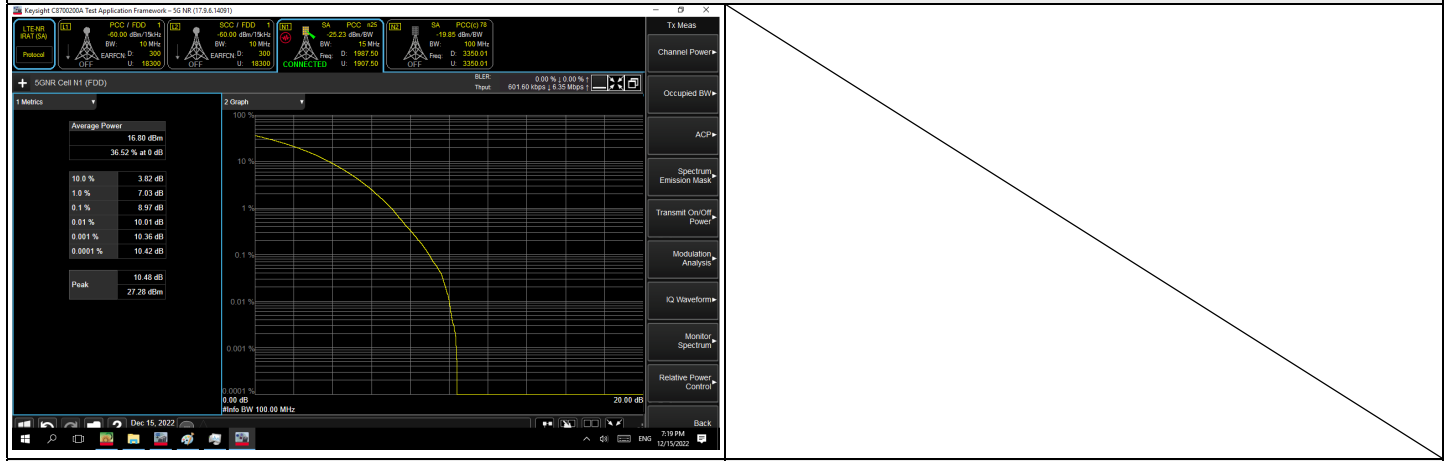 Keysight C8700200A Test Application Framework – 5G NR (17.9.6.14091)
LTE-NR
IRAT (SA)
Protocol
L1 PCC / FDD 1
-60.00 dBm/15kHz
BW: 10 MHz
EARFCN: D: 300
U: 18300
OFF
L2 SCC / FDD 1
-60.00 dBm/15kHz
BW: 10 MHz
EARFCN: D: 300
U: 18300
OFF
N1 SA PCC n25
-25.23 dBm/BW
BW: 15 MHz
Freq: D: 1987.50
U: 1907.50
CONNECTED
N2 SA PCC(c) 78
-19.85 dBm/BW
BW: 100 MHz
Freq: D: 3350.01
U: 3350.01
OFF
5GNR Cell N1 (FDD)
BLER: 0.00 % ↓ 0.00 % ↑
Thput: 601.60 kbps ↓ 6.35 Mbps ↑
1 Metrics
Average Power
16.80 dBm
36.52 % at 0 dB
10.0 % 3.82 dB
1.0 % 7.03 dB
0.1 % 8.97 dB
0.01 % 10.01 dB
0.001 % 10.36 dB
0.0001 % 10.42 dB
Peak 10.48 dB
27.28 dBm
2 Graph
100 %
10 %
1 %
0.1 %
0.01 %
0.001 %
0.0001 %
0.00 dB 20.00 dB
#Info BW 100.00 MHz
Tx Meas
Channel Power
Occupied BW
ACP
Spectrum
Emission Mask
Transmit On/Off
Power
Modulation
Analysis
IQ Waveform
Monitor
Spectrum
Relative Power
Control
Back
Dec 15, 2022
ENG
7:19 PM
12/15/2022